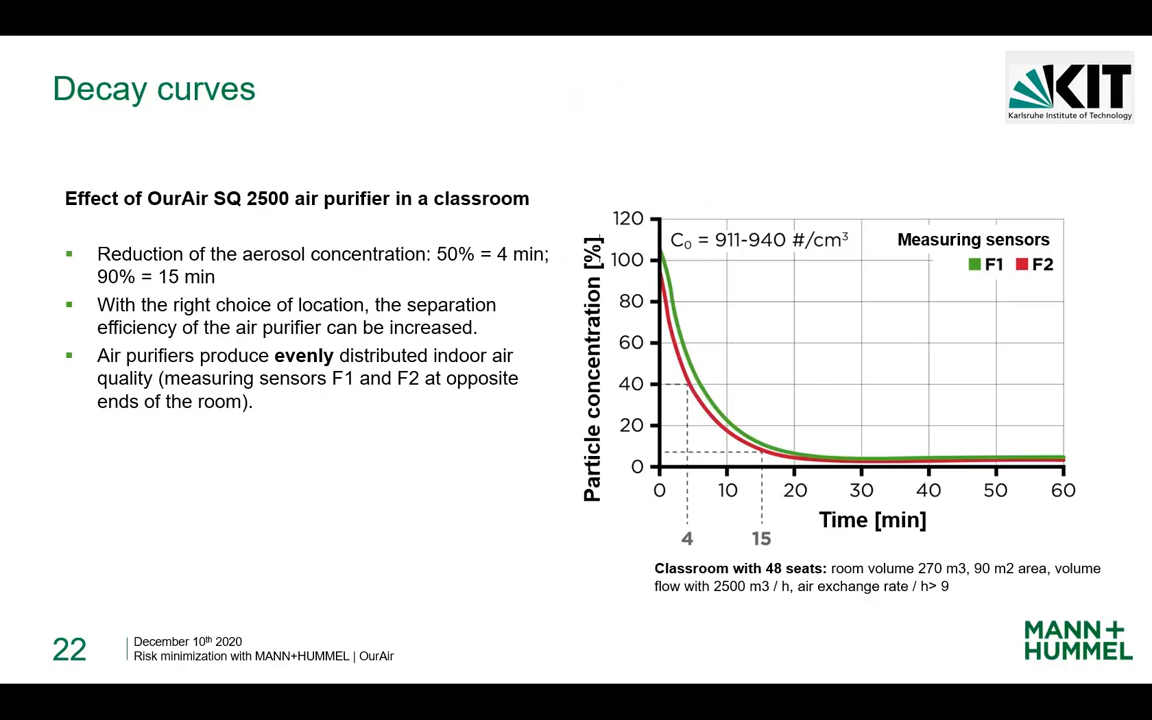 Decay curves
KIT
Karlsruhe Institute of Technology
Effect of OurAir SQ 2500 air purifier in a classroom
Reduction of the aerosol concentration: 50% = 4 min;
90% = 15 min
With the right choice of location, the separation
efficiency of the air purifier can be increased.
Air purifiers produce evenly distributed indoor air
quality (measuring sensors F1 and F2 at opposite
ends of the room).
Particle concentration [%]
120
100
80
60
40
20
0
C₀ = 911-940 #/cm³
Measuring sensors
F1 F2
0 10 20 30 40 50 60
Time [min]
4 15
Classroom with 48 seats: room volume 270 m3, 90 m2 area, volume
flow with 2500 m3 / h, air exchange rate / h> 9
22
December 10th 2020
Risk minimization with MANN+HUMMEL | OurAir
MANN+
HUMMEL